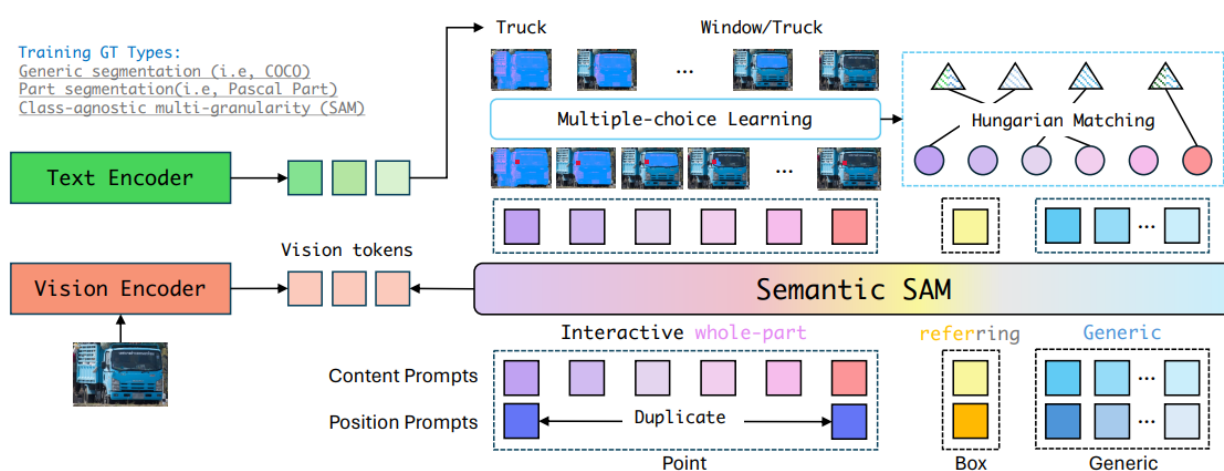 Training GT Types:
Generic segmentation (i.e, COCO)
Part segmentation(i.e, Pascal Part)
Class-agnostic multi-granularity (SAM)
Truck
Window/Truck
...
Multiple-choice Learning
Hungarian Matching
Text Encoder
...
Vision tokens
...
Vision Encoder
Semantic SAM
Interactive whole-part
referring
Generic
Content Prompts
...
Position Prompts
Duplicate
...
Point
Box
Generic